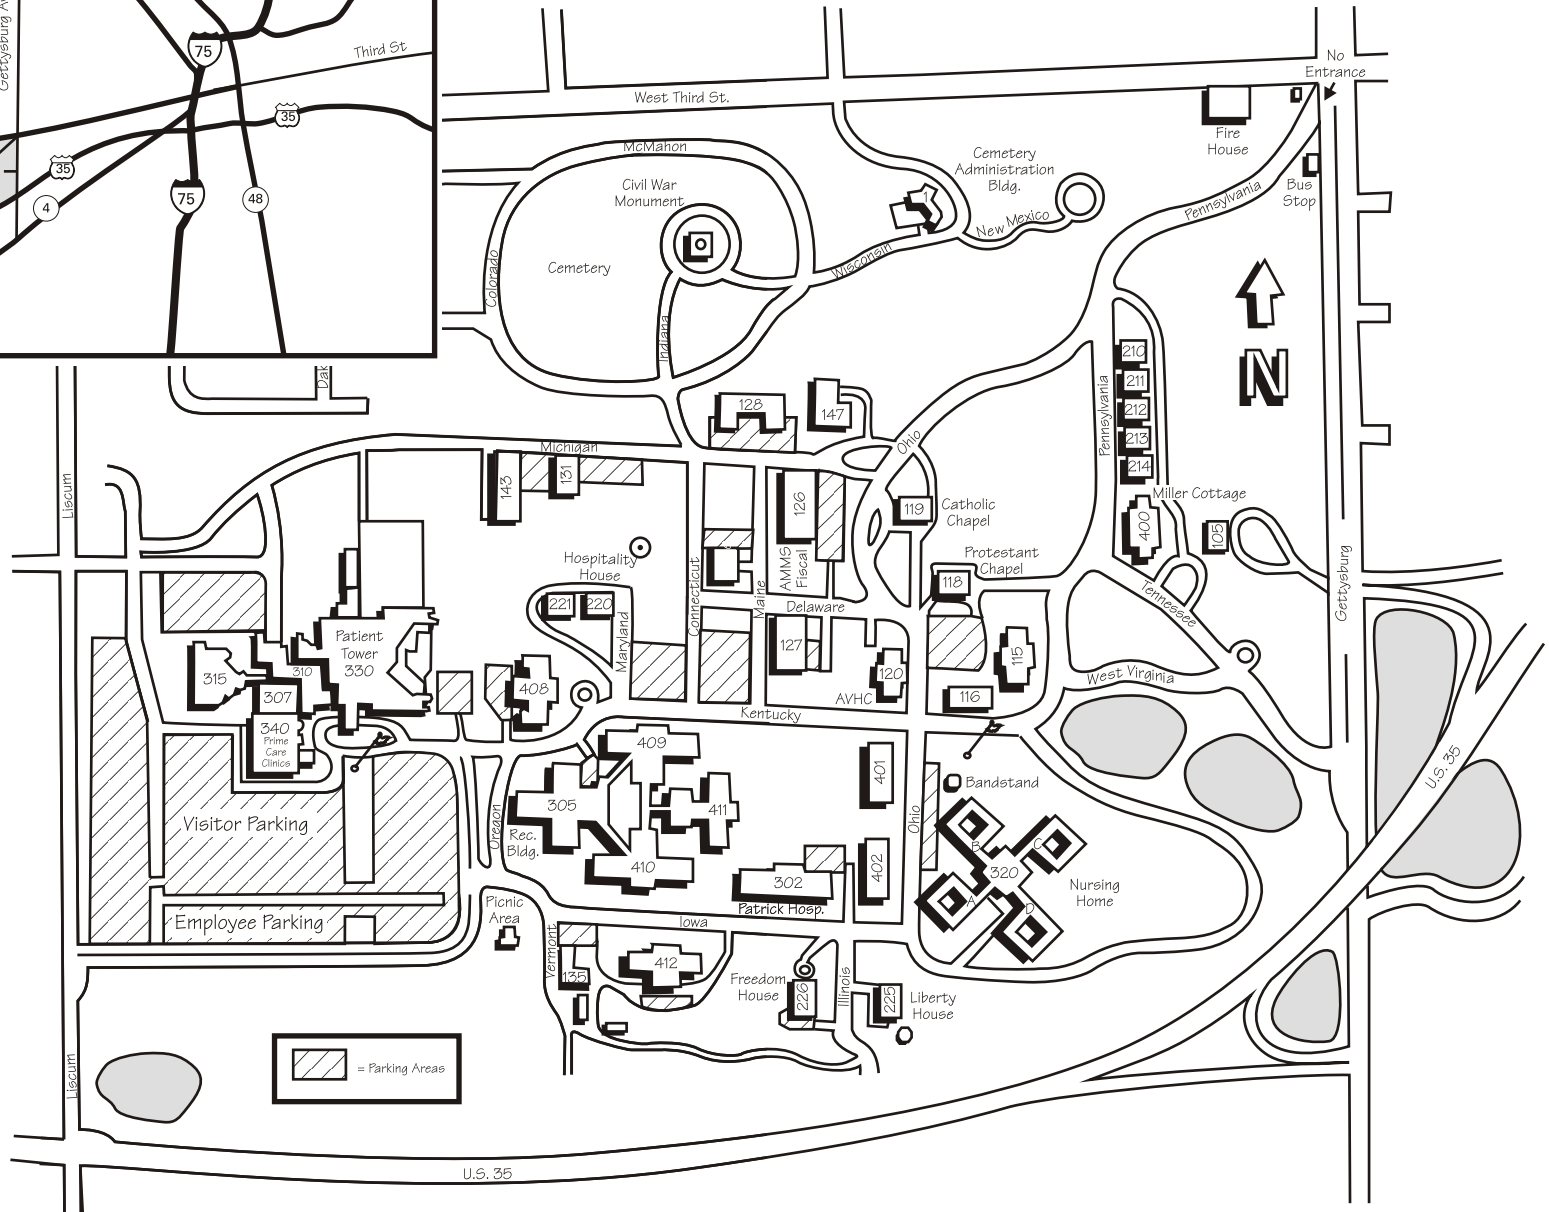 Gettysburg
75
Third St
35
35
75
48
4
No
Entrance
West Third St.
Fire
House
McMahon
Cemetery
Administration
Bldg.
Civil War
Monument
1
Bus
Stop
Pennsylvania
New Mexico
Wisconsin
Cemetery
Colorado
Indiana
N
210
211
212
213
214
Pennsylvania
128
147
Ohio
Michigan
143
131
126
119
Catholic
Chapel
Miller Cottage
400
105
Liscum
Hospitality
House
AMMS
Fiscal
Protestant
Chapel
118
221
220
Connecticut
Maine
Delaware
Tennessee
Gettysburg
Patient
Tower
330
Maryland
127
115
315
310
307
408
AVHC
120
116
West Virginia
340
Prime
Care
Clinics
Kentucky
409
401
Bandstand
U.S. 35
305
411
Ohio
Visitor Parking
Oregon
Rec.
Bldg.
410
402
B
C
320
A
D
Nursing
Home
302
Patrick Hosp.
Picnic
Area
Iowa
Employee Parking
Vermont
135
412
Freedom
House
226
Illinois
225
Liberty
House
Liscum
= Parking Areas
U.S. 35